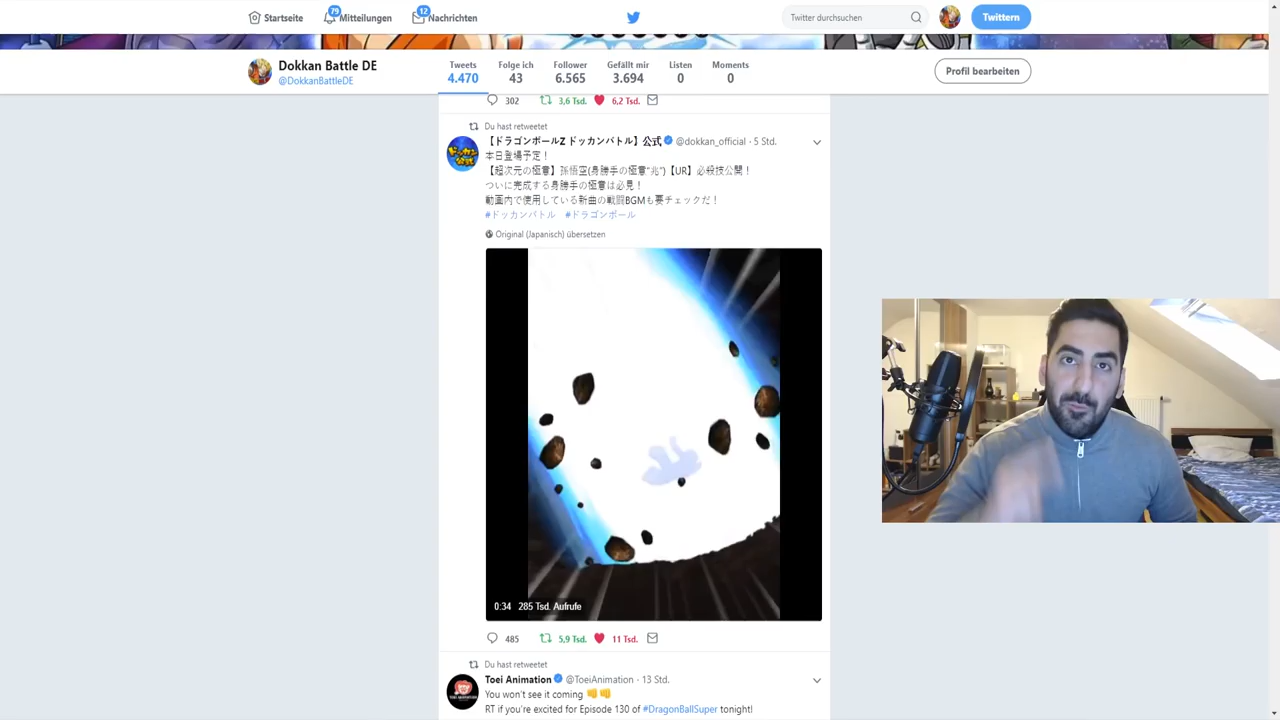 Startseite
79
Mitteilungen
12
Nachrichten
Twitter durchsuchen
Twittern
Dokkan Battle DE
@DokkanBattleDE
Tweets
4.470
Folge ich
43
Follower
6.565
Gefällt mir
3.694
Listen
0
Moments
0
Profil bearbeiten
302
3,6 Tsd.
6,2 Tsd.
Du hast retweetet
【ドラゴンボールZ ドッカンバトル】公式 @dokkan_official · 5 Std.
本日登場予定！
【超次元の極意】孫悟空(身勝手の極意"兆")【UR】必殺技公開！
ついに完成する身勝手の極意は必見！
動画内で使用している新曲の戦闘BGMも要チェックだ！
#ドッカンバトル #ドラゴンボール
Original (Japanisch) übersetzen
0:34 285 Tsd. Aufrufe
485
5,9 Tsd.
11 Tsd.
Du hast retweetet
Toei Animation @ToeiAnimation · 13 Std.
You won't see it coming
RT if you're excited for Episode 130 of #DragonBallSuper tonight!